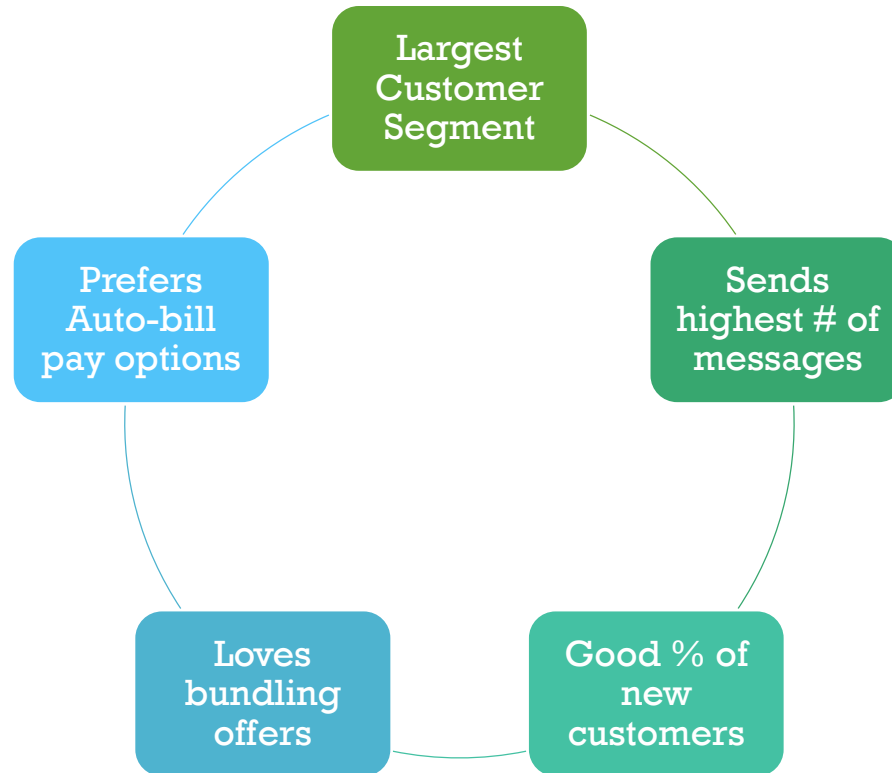 Largest
Customer
Segment
Sends
highest # of
messages
Good % of
new
customers
Loves
bundling
offers
Prefers
Auto-bill
pay options